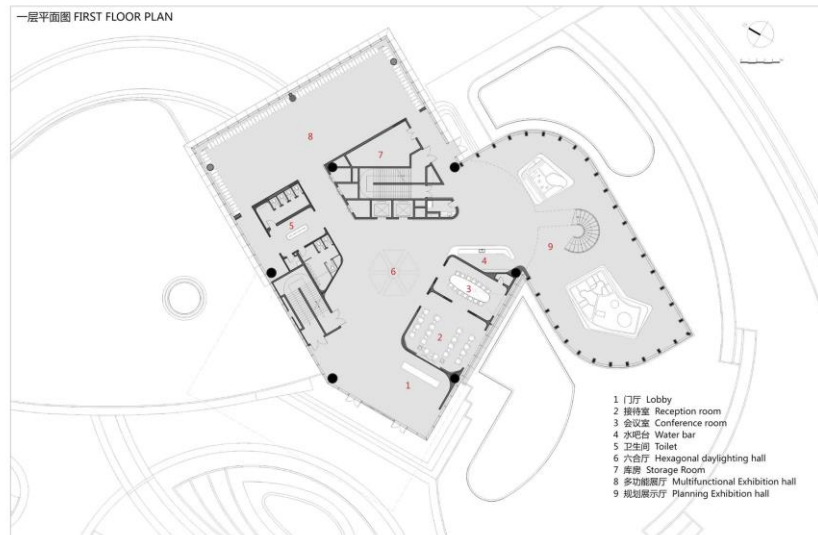 一层平面图 FIRST FLOOR PLAN
8
7
5
6
4
9
3
2
1
1 门厅 Lobby
2 接待室 Reception room
3 会议室 Conference room
4 水吧台 Water bar
5 卫生间 Toilet
6 六合厅 Hexagonal daylighting hall
7 库房 Storage Room
8 多功能展厅 Multifunctional Exhibition hall
9 规划展示厅 Planning Exhibition hall